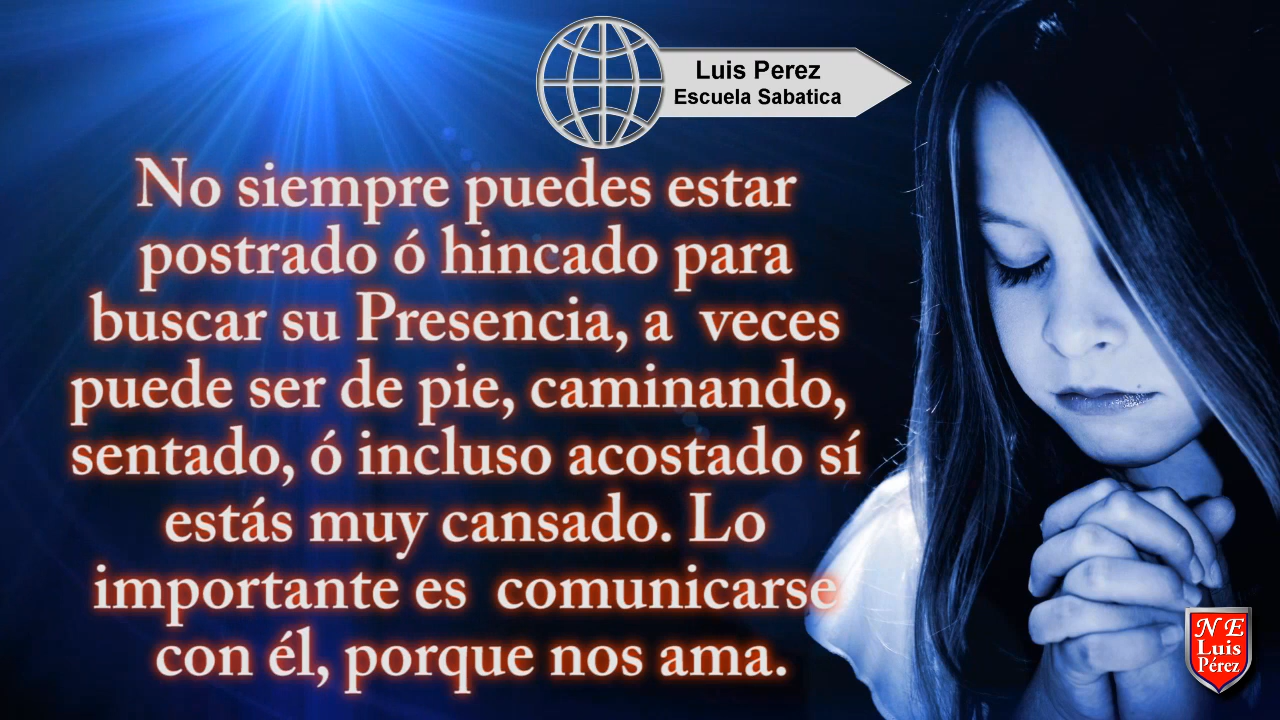 Luis Perez
Escuela Sabatica
No siempre puedes estar
postrado ó hincado para
buscar su Presencia, a veces
puede ser de pie, caminando,
sentado, ó incluso acostado sí
estás muy cansado. Lo
importante es comunicarse
con él, porque nos ama.
N E
Luis
Pérez